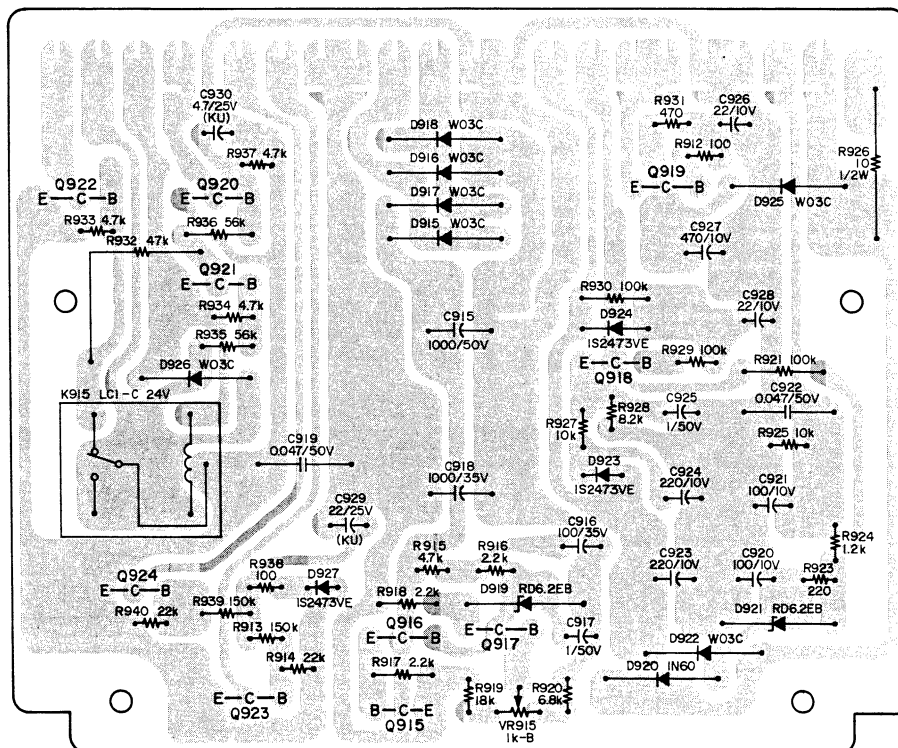 C930
4.7/25V
(KU)
R937 4.7k
Q922
E C B
R933 4.7k
R932 47k
Q920
E C B
R936 56k
Q921
E C B
R934 4.7k
R935 56k
D926 W03C
K915 LC1-C 24V
D918 W03C
D916 W03C
D917 W03C
D915 W03C
C915
1000/50V
R931
470
C926
22/10V
R912 100
Q919
E C B
R926
10
1/2W
D925 W03C
C927
470/10V
R930 100k
D924
1S2473VE
E C B
Q918
C928
22/10V
R929 100k
R921 100k
C922
0.047/50V
R928
8.2k
R927
10k
C925
1/50V
R925 10k
D923
1S2473VE
C924
220/10V
C921
100/10V
C919
0.047/50V
C918
1000/35V
C929
22/25V
(KU)
C916
100/35V
R924
1.2k
R915
4.7k
R916
2.2k
C923
220/10V
C920
100/10V
R923
220
Q924
E C B
R940 22k
R938
100
D927
1S2473VE
R939 150k
R913 150k
R914 22k
E C B
Q923
R918 2.2k
Q916
E C B
D919 RD6.2EB
E C B
Q917
C917
1/50V
D921 RD6.2EB
D922 W03C
D920 1N60
R917 2.2k
B C E
Q915
R919
18k
VR915
1k-B
R920
6.8k